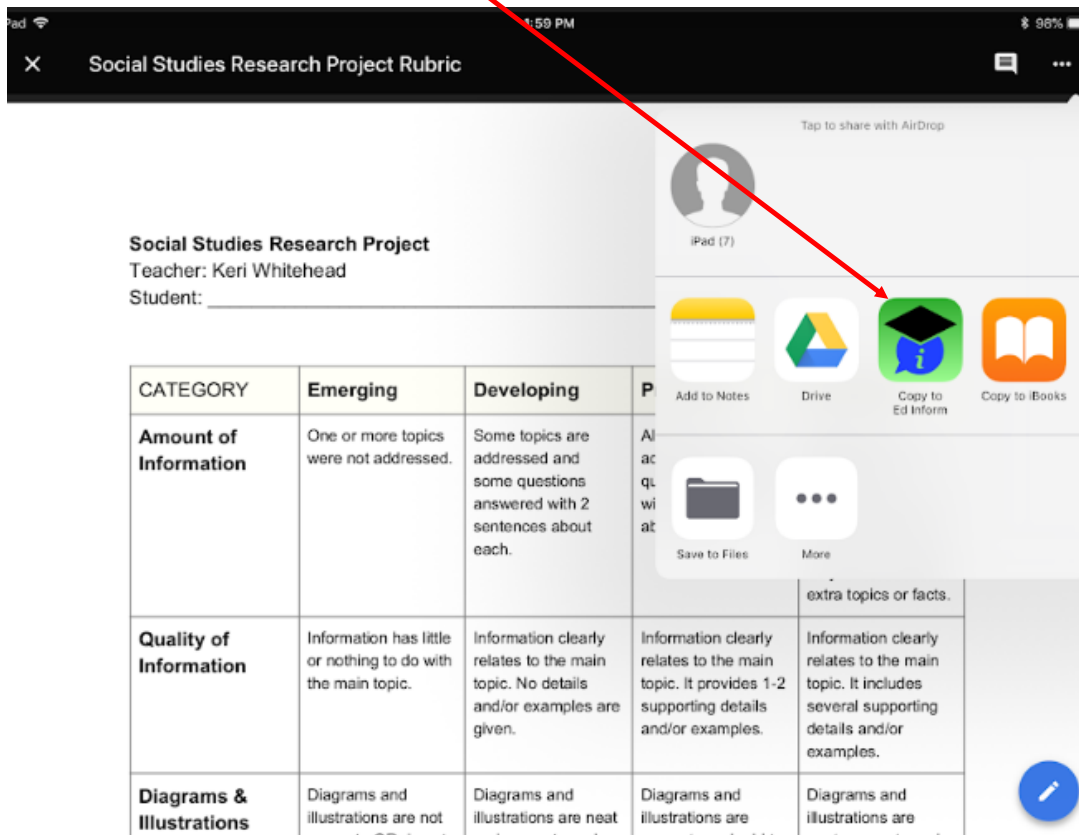 Pad
1:59 PM
98%
Social Studies Research Project Rubric
Tap to share with AirDrop
iPad (7)
Social Studies Research Project
Teacher: Keri Whitehead
Student:
Add to Notes
Drive
Copy to
Ed Inform
Copy to iBooks
Save to Files
More
CATEGORY
Emerging
Developing
P
Amount of
Information
One or more topics
were not addressed.
Some topics are
addressed and
some questions
answered with 2
sentences about
each.
Al
qu
wi
extra topics or facts.
Quality of
Information
Information has little
or nothing to do with
the main topic.
Information clearly
relates to the main
topic. No details
and/or examples are
given.
Information clearly
relates to the main
topic. It provides 1-2
supporting details
and/or examples.
Information clearly
relates to the main
topic. It includes
several supporting
details and/or
examples.
Diagrams &
Illustrations
Diagrams and
illustrations are not
Diagrams and
illustrations are neat
Diagrams and
illustrations are
Diagrams and
illustrations are